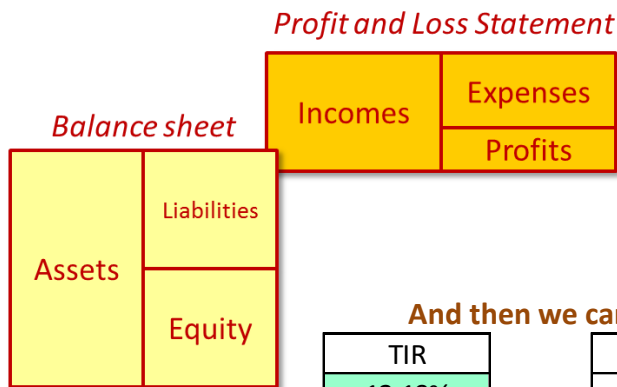 Profit and Loss Statement
Incomes
Expenses
Profits
Balance sheet
Assets
Liabilities
Equity
And then we ca
TIR